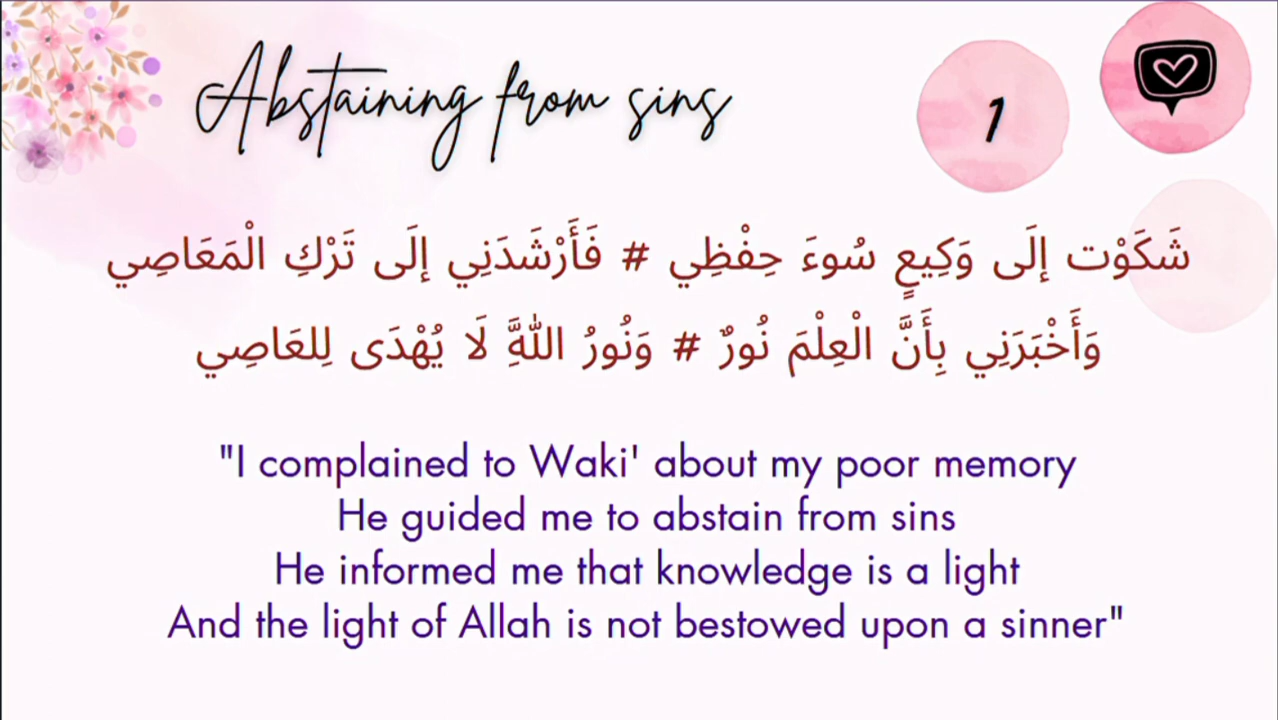 Abstaining from sins
1
شَكَوْت إلَى وَكِيعٍ سُوءَ حِفْظِي # فَأَرْشَدَنِي إلَى تَرْكِ الْمَعَاصِي
وَأَخْبَرَنِي بِأَنَّ الْعِلْمَ نُورٌ # وَنُورُ اللَّهَِ لَا يُهْدَى لِلعَاصِي
"I complained to Waki' about my poor memory
He guided me to abstain from sins
He informed me that knowledge is a light
And the light of Allah is not bestowed upon a sinner"